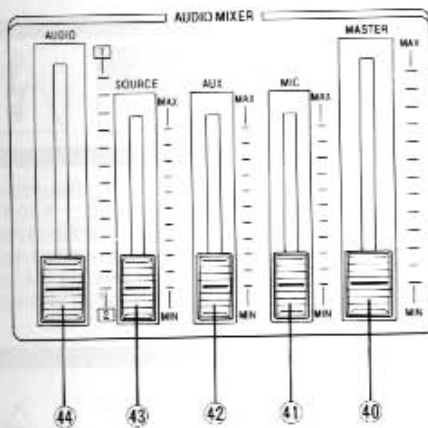 AUDIO MIXER
AUDIO
MASTER
1
MAX
SOURCE
AUX
MIC
MAX
MAX
MAX
2
MIN
MIN
MIN
MIN
44
43
42
41
40